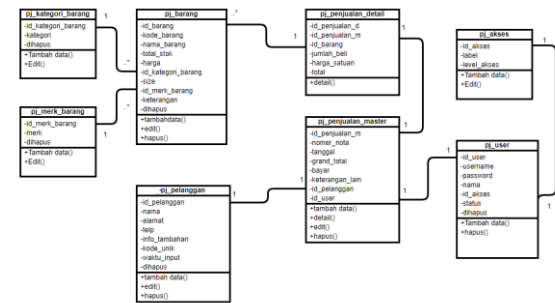 pj_kategori_barang
-id_kategori_barang
-kategori
-dihapus
+Tambah data()
+Edit()
1
pj_barang
-id_barang
-kode_barang
-nama_barang
-total_stok
-harga
-id_kategori_barang
-size
-id_merk_barang
-keterangan
-dihapus
+tambahdata()
+edit()
+hapus()
..*
..*
..*
pj_merk_barang
-id_merk_barang
-merk
-dihapus
+Tambah data()
+Edit()
1
pj_penjualan_detail
-id_penjualan_d
-id_penjualan_m
-id_barang
-jumlah_beli
-harga_satuan
-total
+detail()
1
1
pj_akses
-id_akses
-label
-level_akses
+Tambah data()
+Edit()
1
pj_penjualan_master
-id_penjualan_m
-nomer_nota
-tanggal
-grand_total
-bayar
-keterangan_lain
-id_pelanggan
-id_user
+tambah data()
+detail()
+edit()
+hapus()
1
1
1
pj_user
-id_user
-username
-password
-nama
-id_akses
-status
-dihapus
+Tambah data()
+hapus()
1
1
-pj_pelanggan
-id_pelanggan
-nama
-alamat
-telp
-info_tambahan
-kode_unik
-waktu_input
-dihapus
+tambah data()
+edit()
+hapus()
1